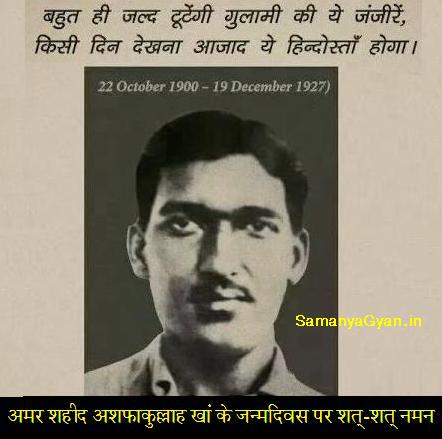 बहुत ही जल्द टूटेंगी गुलामी की ये जंजीरें,
किसी दिन देखना आजाद ये हिन्दोस्ताँ होगा।
22 October 1900 – 19 December 1927)
SamanyaGyan.in
अमर शहीद अशफाकुल्लाह खां के जन्मदिवस पर शत्-शत् नमन